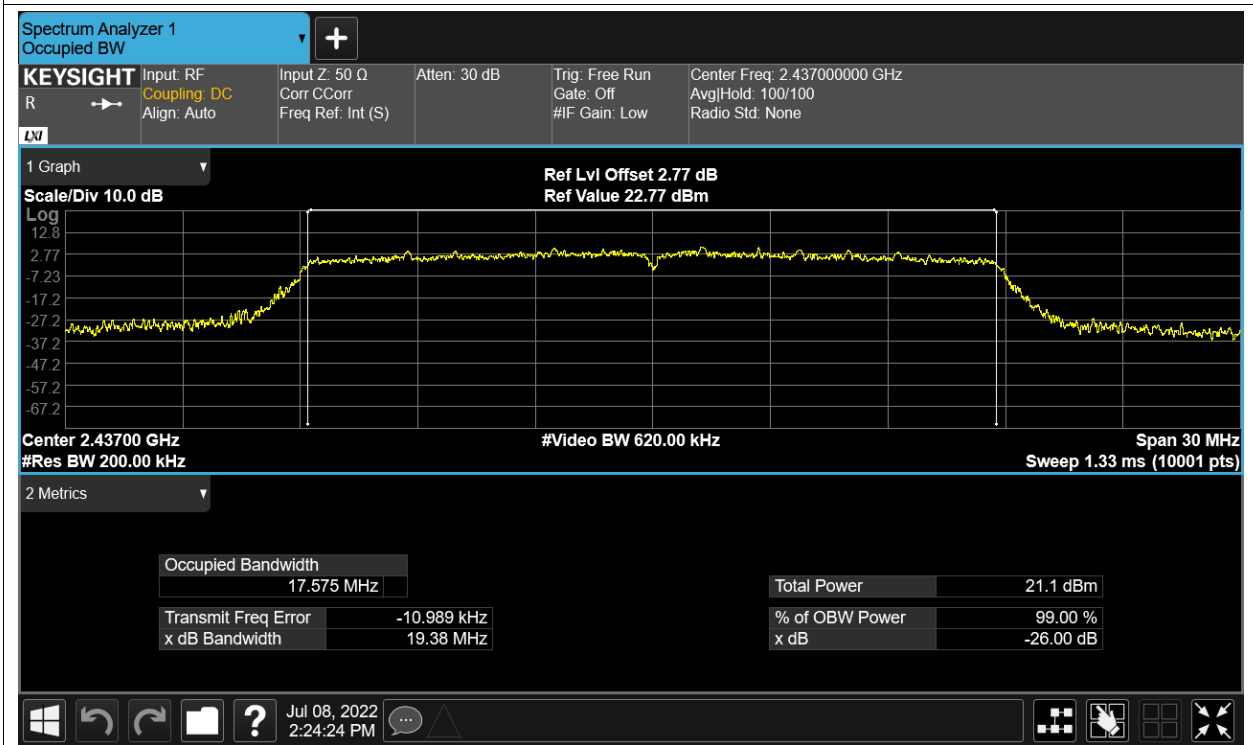 Spectrum Analyzer 1
Occupied BW
KEYSIGHT
R
LXI
Input: RF
Coupling: DC
Align: Auto
Input Z: 50 Ω
Corr CCorr
Freq Ref: Int (S)
Atten: 30 dB
Trig: Free Run
Gate: Off
#IF Gain: Low
Center Freq: 2.437000000 GHz
Avg|Hold: 100/100
Radio Std: None
1 Graph
Scale/Div 10.0 dB
Ref Lvl Offset 2.77 dB
Ref Value 22.77 dBm
Log
12.8
2.77
-7.23
-17.2
-27.2
-37.2
-47.2
-57.2
-67.2
Center 2.43700 GHz
#Video BW 620.00 kHz
Span 30 MHz
#Res BW 200.00 kHz
Sweep 1.33 ms (10001 pts)
2 Metrics
Occupied Bandwidth
17.575 MHz
Total Power 21.1 dBm
Transmit Freq Error -10.989 kHz
% of OBW Power 99.00 %
x dB Bandwidth 19.38 MHz
x dB -26.00 dB
?
Jul 08, 2022
2:24:24 PM